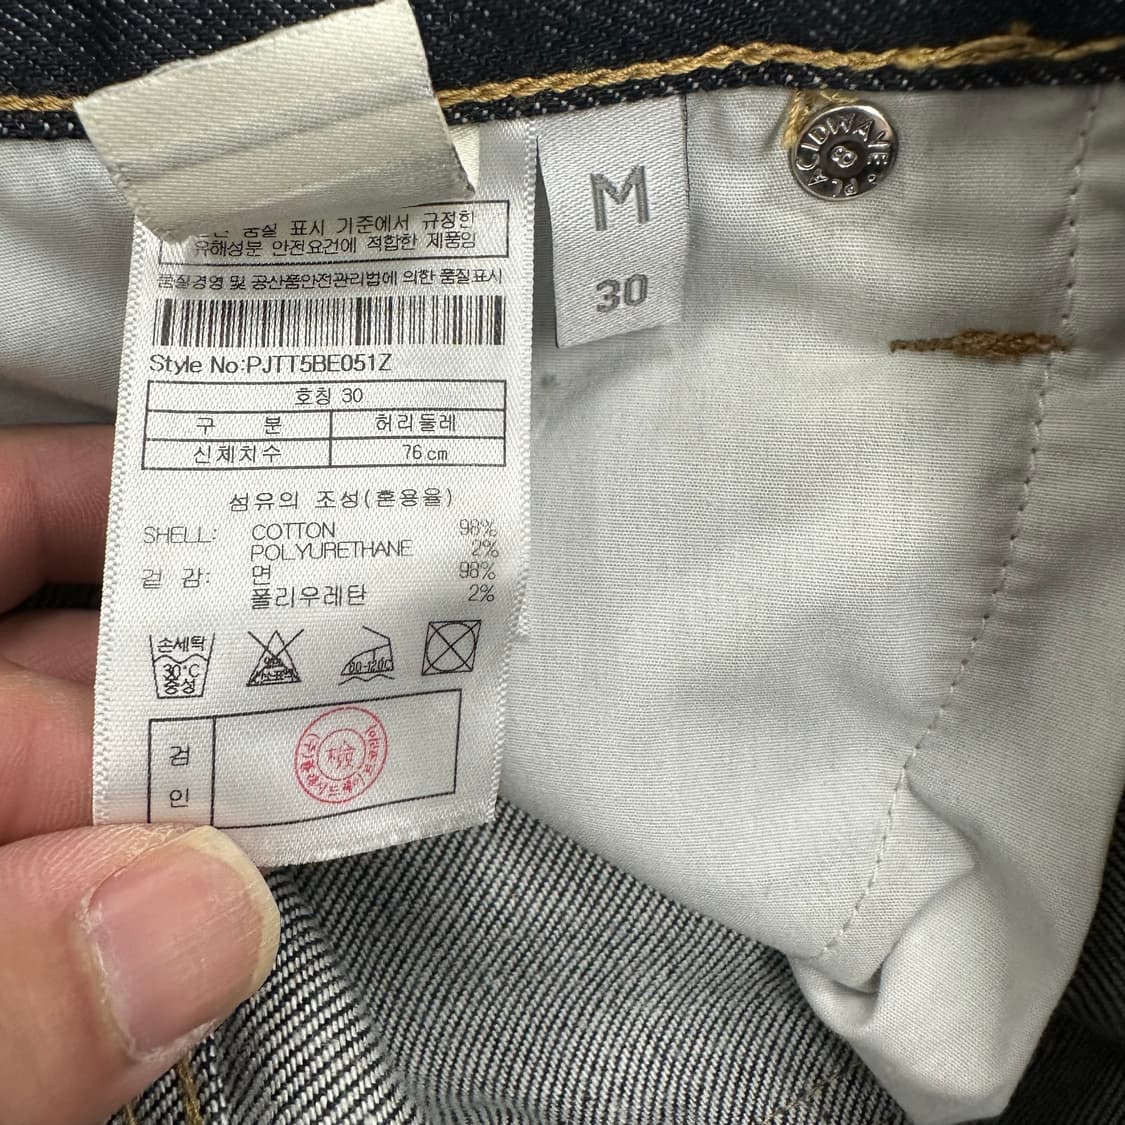 품질 표시 기준에서 규정한
유해성분 안전요건에 적합한 제품임
품질경영 및 공산품안전관리법에 의한 품질표시
Style No:PJTT5BE051Z
호칭 30
구 분 허리둘레
신체치수 76 cm
섬유의 조성(혼용율)
SHELL: COTTON 98%
POLYURETHANE 2%
겉 감: 면 98%
폴리우레탄 2%
손세탁
30°C
중성
80-120C
검
인
M
30
PLACIDWAVE
8